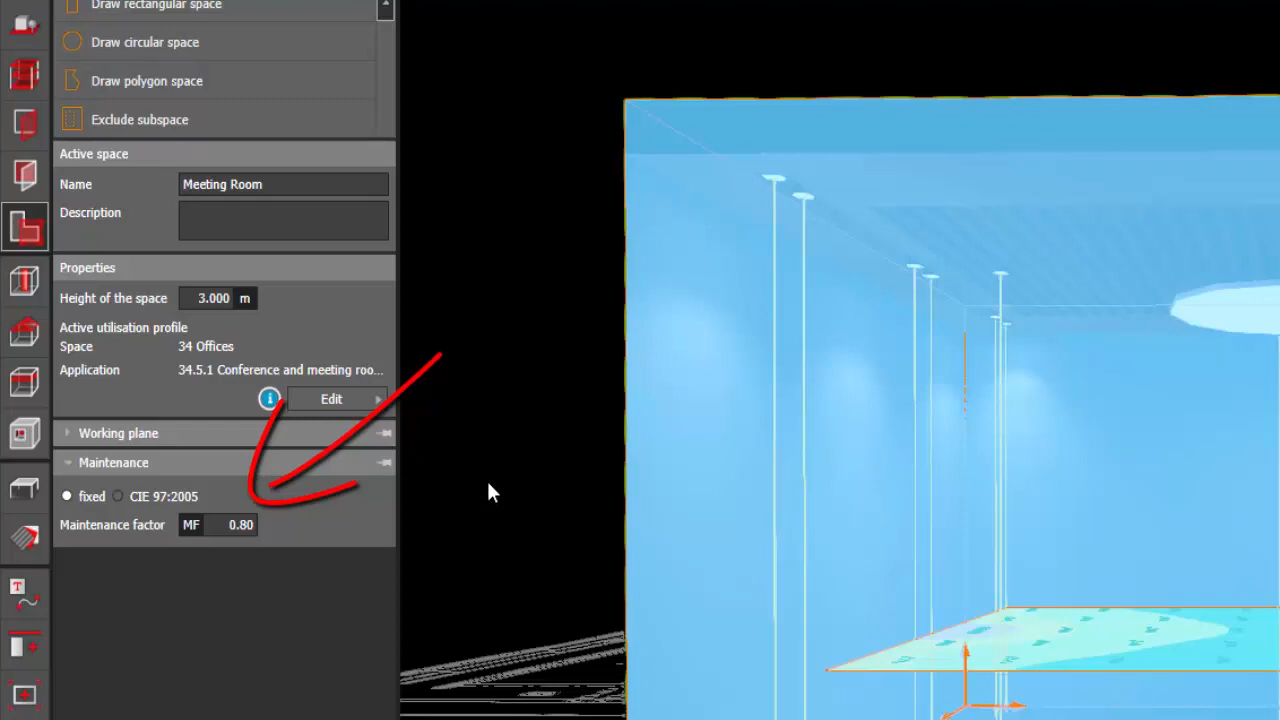 Draw rectangular space
Draw circular space
Draw polygon space
Exclude subspace
Active space
Name Meeting Room
Description
Properties
Height of the space 3.000 m
Active utilisation profile
Space 34 Offices
Application 34.5.1 Conference and meeting roo...
i Edit
Working plane
Maintenance
fixed CIE 97:2005
Maintenance factor MF 0.80
T